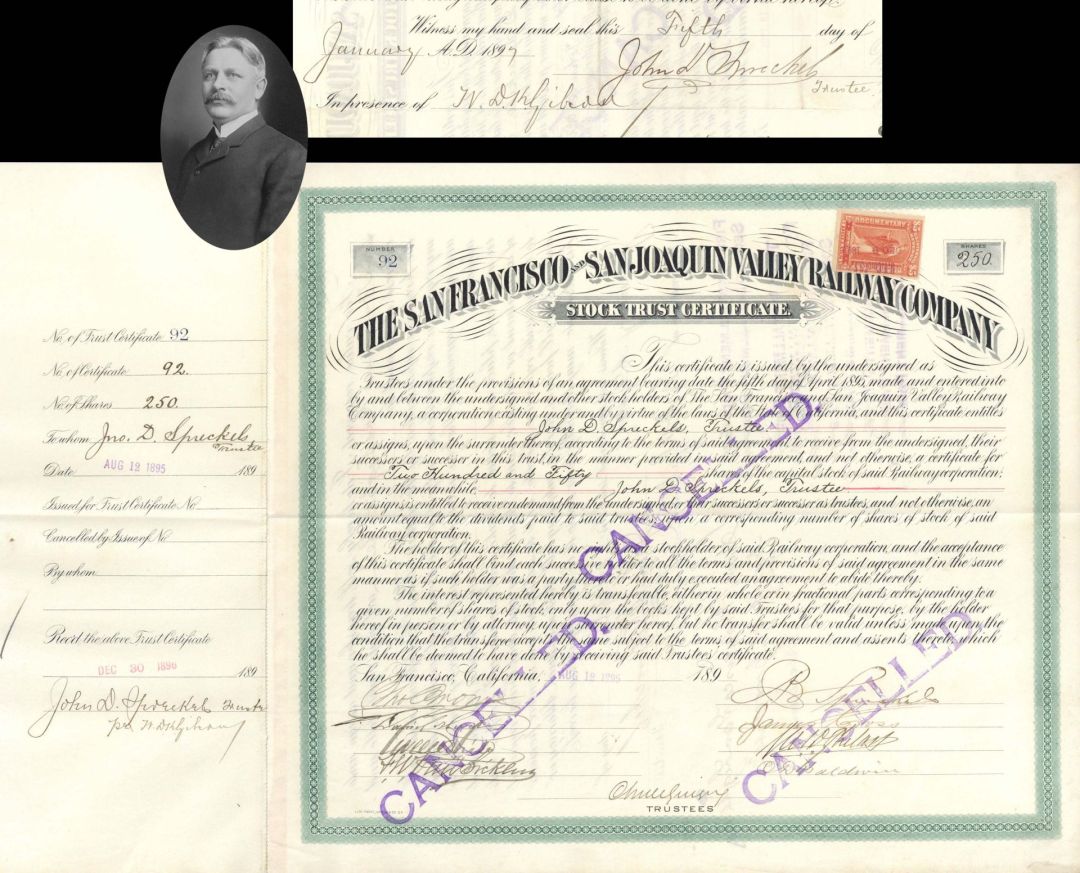 Witness my hand and seal this Fifth day of
January A.D. 1897
John D. Spreckels
Trustee
In presence of W. D. K. Gibson
NUMBER
92
SHARES
250.
DOCUMENTARY
THE SAN FRANCISCO AND SAN JOAQUIN VALLEY RAILWAY COMPANY
STOCK TRUST CERTIFICATE.
This certificate is issued by the undersigned as
Trustees under the provisions of an agreement bearing date the fifth day of April 1895, made and entered into
by and between the undersigned and other stockholders of The San Francisco and San Joaquin Valley Railway
Company, a corporation existing under and by virtue of the laws of the State of California, and this certificate entitles
John D. Spreckels, Trustee
or assigns, upon the surrender thereof, according to the terms of said agreement to receive from the undersigned, their
successors or successor in this trust, in the manner provided in said agreement, and not otherwise, a certificate for
Two Hundred and Fifty shares of the capital stock of said Railway corporation;
and in the meanwhile, John D. Spreckels, Trustee
or assigns, is entitled to receive on demand from the undersigned or their successors or successor as trustees, and not otherwise, an
amount equal to the dividends paid to said trustees, upon a corresponding number of shares of stock of said
Railway corporation.
The holder of this certificate has no rights as a stockholder of said Railway corporation, and the acceptance
of this certificate shall bind each successive holder to all the terms and provisions of said agreement in the same
manner as if such holder was a party thereto or had duly executed an agreement to abide thereby.
The interest represented hereby is transferable, either in whole or in fractional parts corresponding to a
given number of shares of stock, only upon the books kept by said Trustees for that purpose, by the holder
hereof in person or by attorney, upon surrender hereof, but no transfer shall be valid unless made upon the
condition that the transferee accepts the same subject to the terms of said agreement and assents thereto, which
he shall be deemed to have done by receiving said Trustees' certificate.
San Francisco, California, AUG 12 1895 189
James Cross
E. D. Baldwin
TRUSTEES
CANCELLED.
CANCELLED.
CANCELLED.
No. of Trust Certificate 92
No. of Certificate 92.
No. of Shares 250.
To whom Jno. D. Spreckels
Trustee
Date AUG 12 1895 189
Issued for Trust Certificate No
Cancelled by Issue of No
By whom
Rec'd the above Trust Certificate
DEC 30 1896 189
John D. Spreckels Trustee
per W. D. K. Gibson